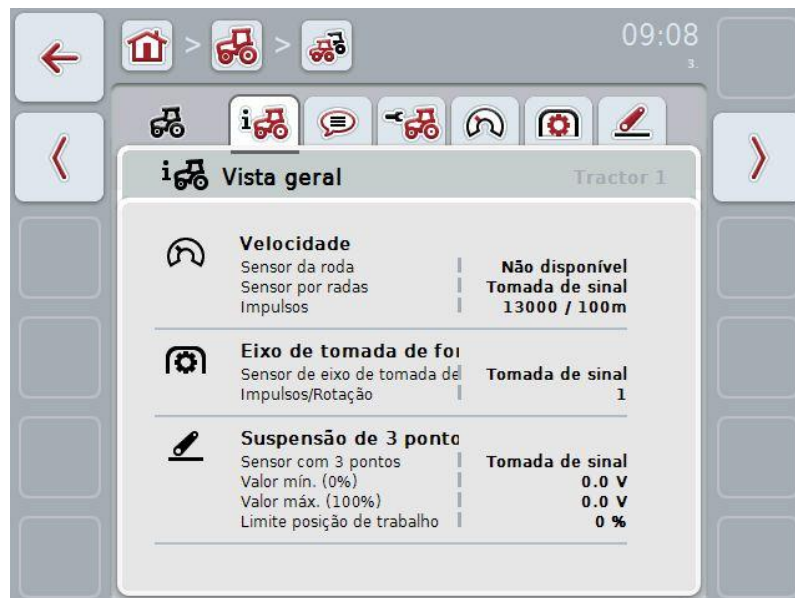 09:08
3.
Vista geral Tractor 1
Velocidade
Sensor da roda Não disponível
Sensor por radas Tomada de sinal
Impulsos 13000 / 100m
Eixo de tomada de for
Sensor de eixo de tomada de Tomada de sinal
Impulsos/Rotação 1
Suspensão de 3 ponto
Sensor com 3 pontos Tomada de sinal
Valor mín. (0%) 0.0 V
Valor máx. (100%) 0.0 V
Limite posição de trabalho 0 %